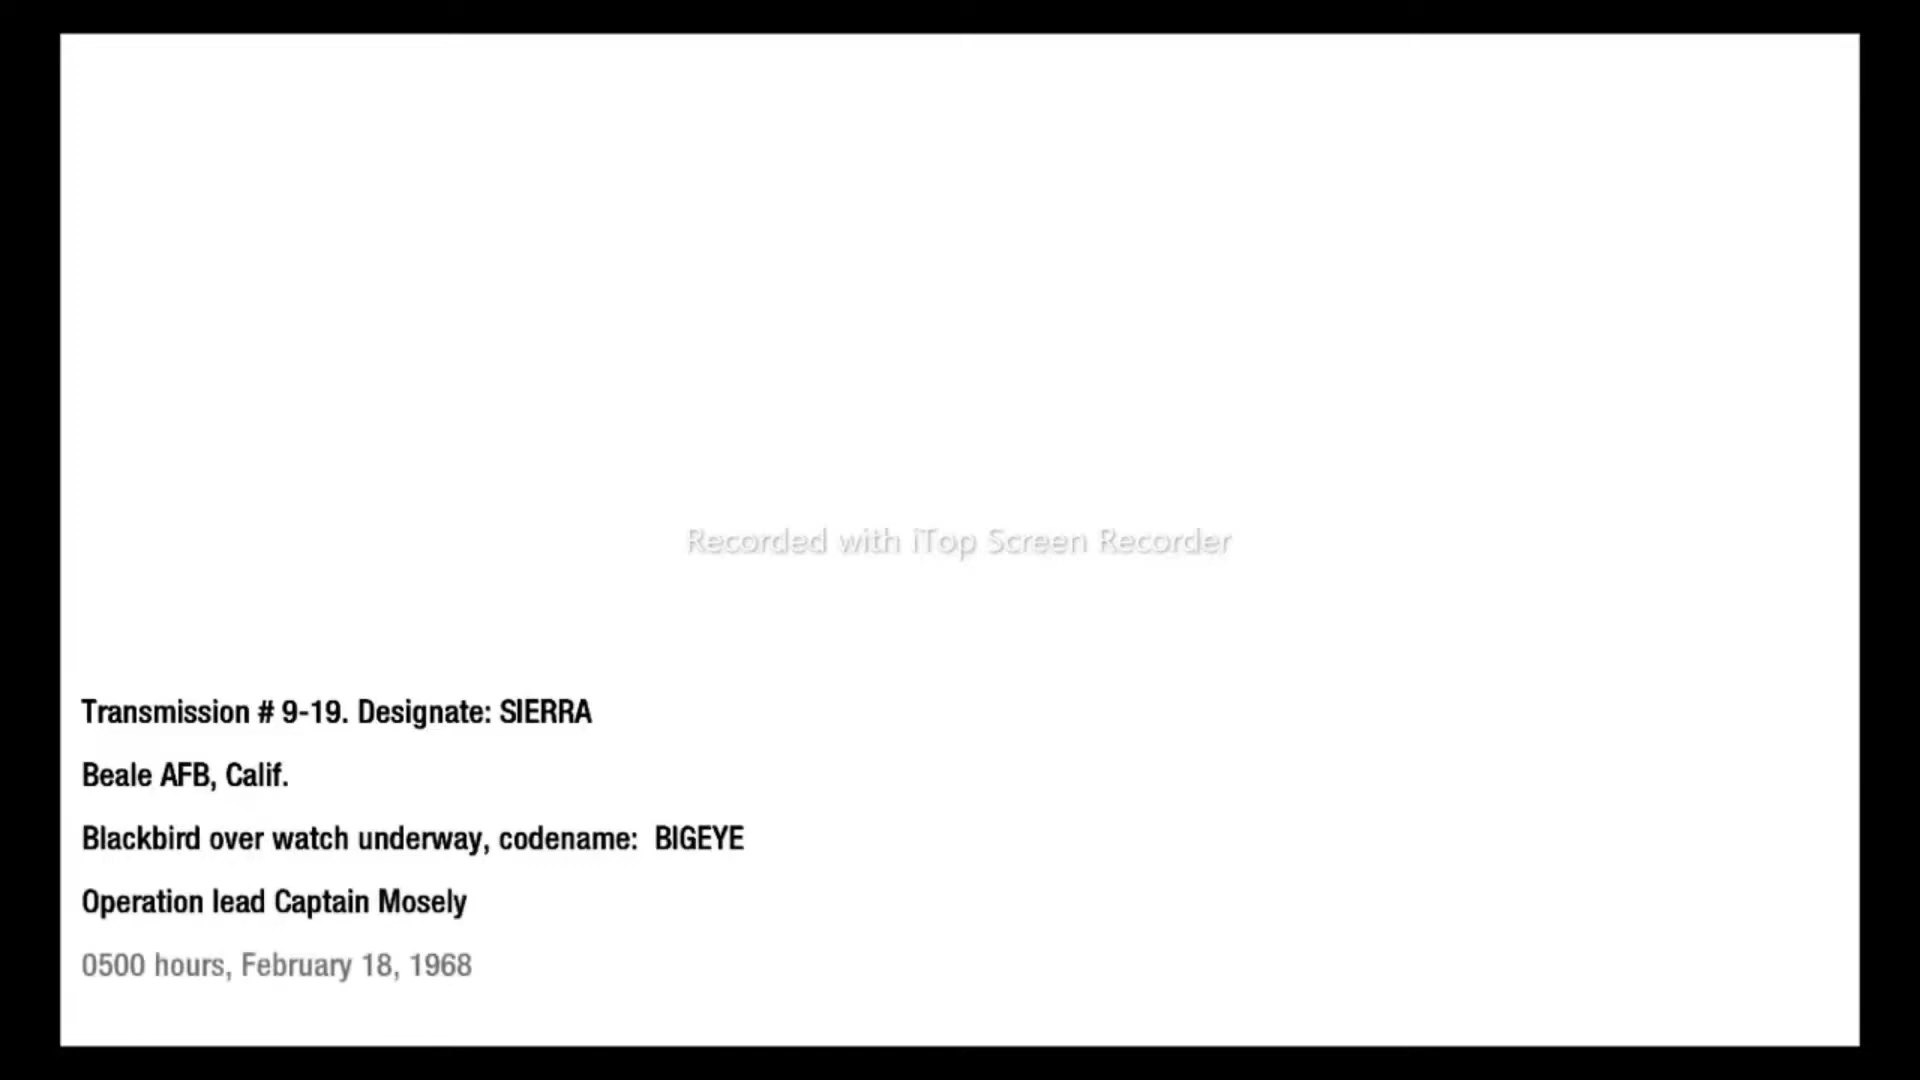 Recorded with iTop Screen Recorder
Transmission # 9-19. Designate: SIERRA
Beale AFB, Calif.
Blackbird over watch underway, codename:  BIGEYE
Operation lead Captain Mosely
0500 hours, February 18, 1968